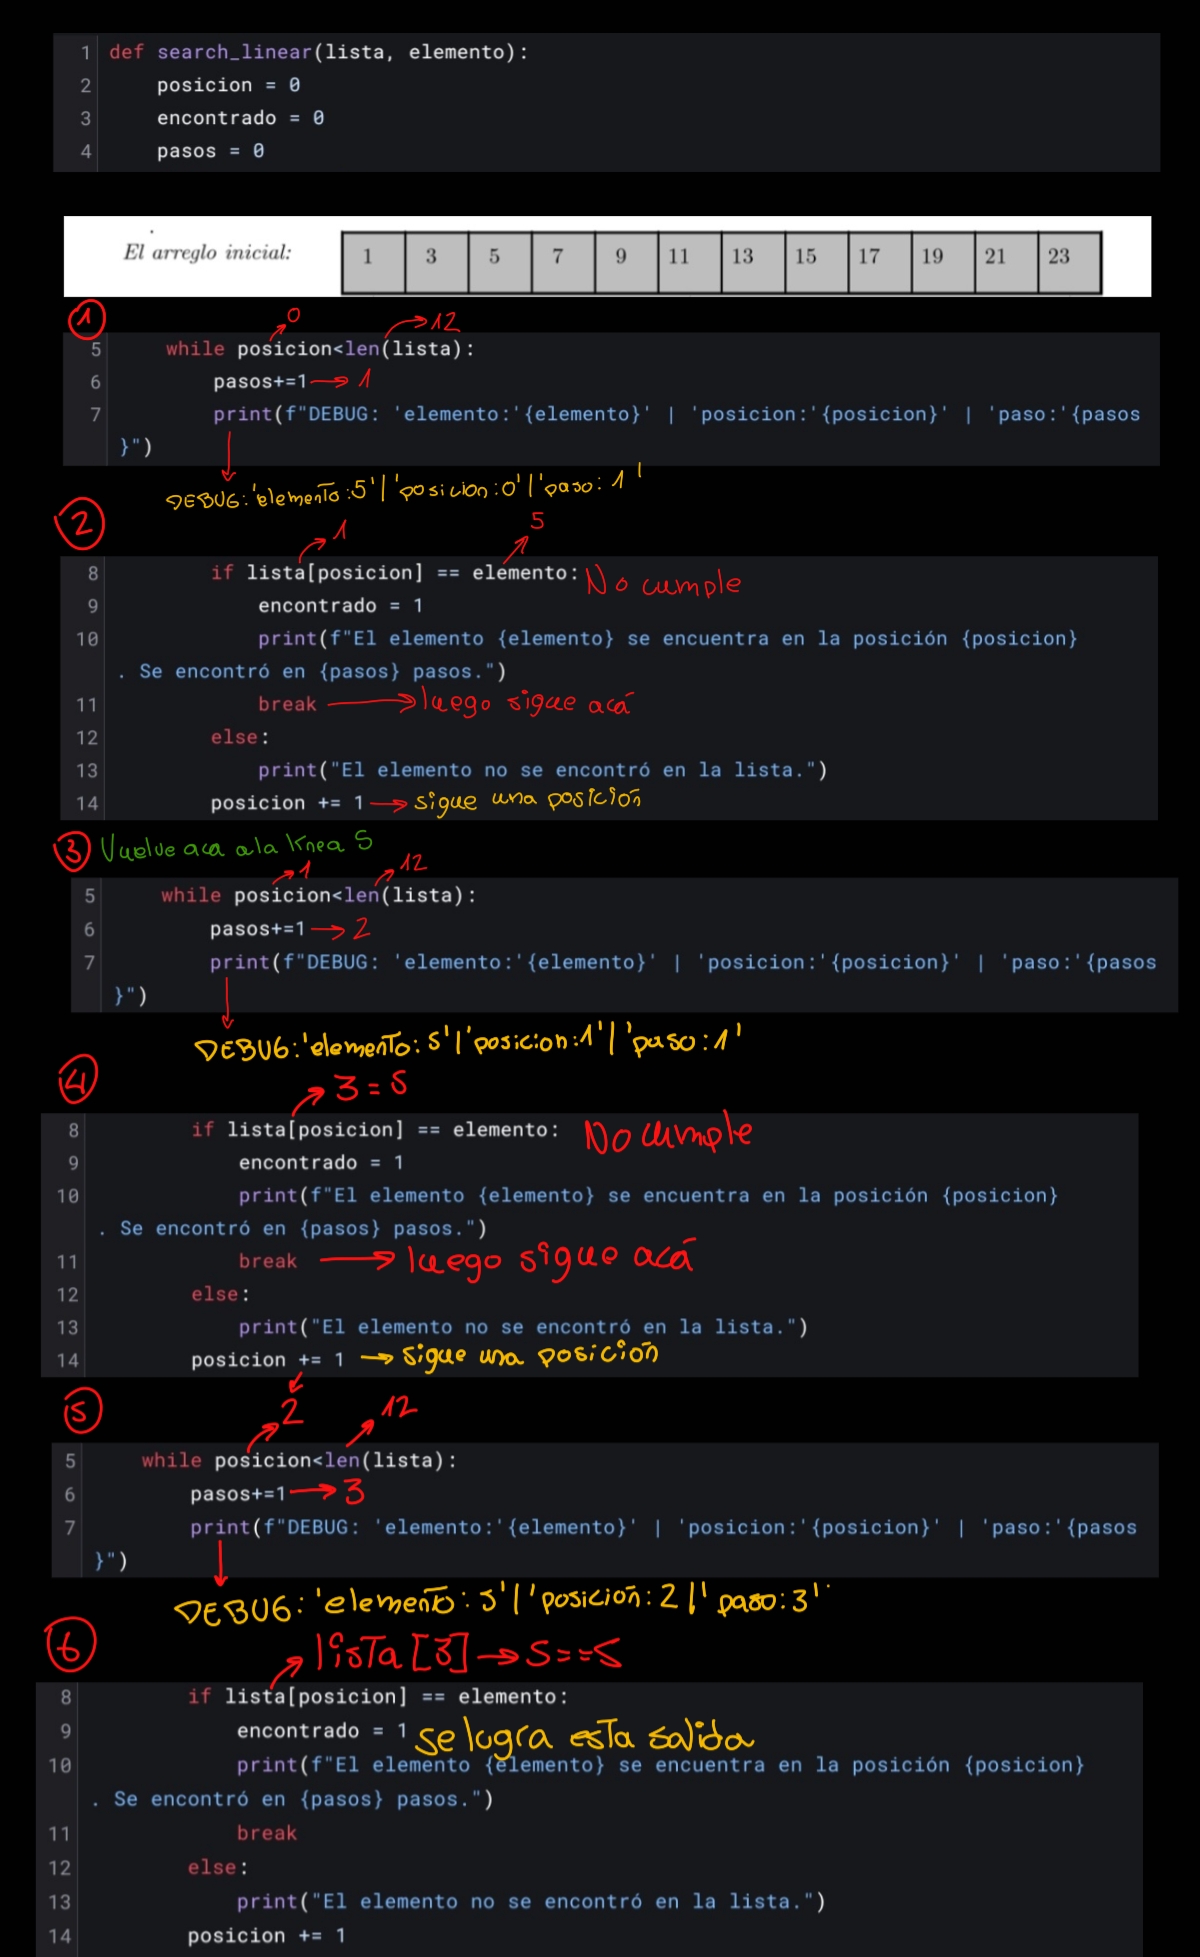 1 def search_linear(lista, elemento):
2 posicion = 0
3 encontrado = 0
4 pasos = 0
El arreglo inicial: 1 3 5 7 9 11 13 15 17 19 21 23
1
0 12
5 while posicion<len(lista):
6 pasos+=1 1
7 print(f"DEBUG: 'elemento:'{elemento}' | 'posicion:'{posicion}' | 'paso:'{pasos
}")
DEBUG:'elemento:5'|'posicion:0'|'paso:1'
2
1 5
8 if lista[posicion] == elemento: No cumple
9 encontrado = 1
10 print(f"El elemento {elemento} se encuentra en la posición {posicion}
. Se encontró en {pasos} pasos.")
11 break luego sigue acá
12 else:
13 print("El elemento no se encontró en la lista.")
14 posicion += 1 sigue una posición
3 Vuelve aca a la línea 5
1 12
5 while posicion<len(lista):
6 pasos+=1 2
7 print(f"DEBUG: 'elemento:'{elemento}' | 'posicion:'{posicion}' | 'paso:'{pasos
}")
DEBUG:'elemento:5'|'posicion:1'|'paso:1'
4
3=5
8 if lista[posicion] == elemento: No cumple
9 encontrado = 1
10 print(f"El elemento {elemento} se encuentra en la posición {posicion}
. Se encontró en {pasos} pasos.")
11 break luego sigue acá
12 else:
13 print("El elemento no se encontró en la lista.")
14 posicion += 1 sigue una posición
5
2 12
5 while posicion<len(lista):
6 pasos+=1 3
7 print(f"DEBUG: 'elemento:'{elemento}' | 'posicion:'{posicion}' | 'paso:'{pasos
}")
DEBUG:'elemento:5'|'posición:2|'paso:3'
6
lista[3] 5==5
8 if lista[posicion] == elemento:
9 encontrado = 1 se logra esta salida
10 print(f"El elemento {elemento} se encuentra en la posición {posicion}
. Se encontró en {pasos} pasos.")
11 break
12 else:
13 print("El elemento no se encontró en la lista.")
14 posicion += 1